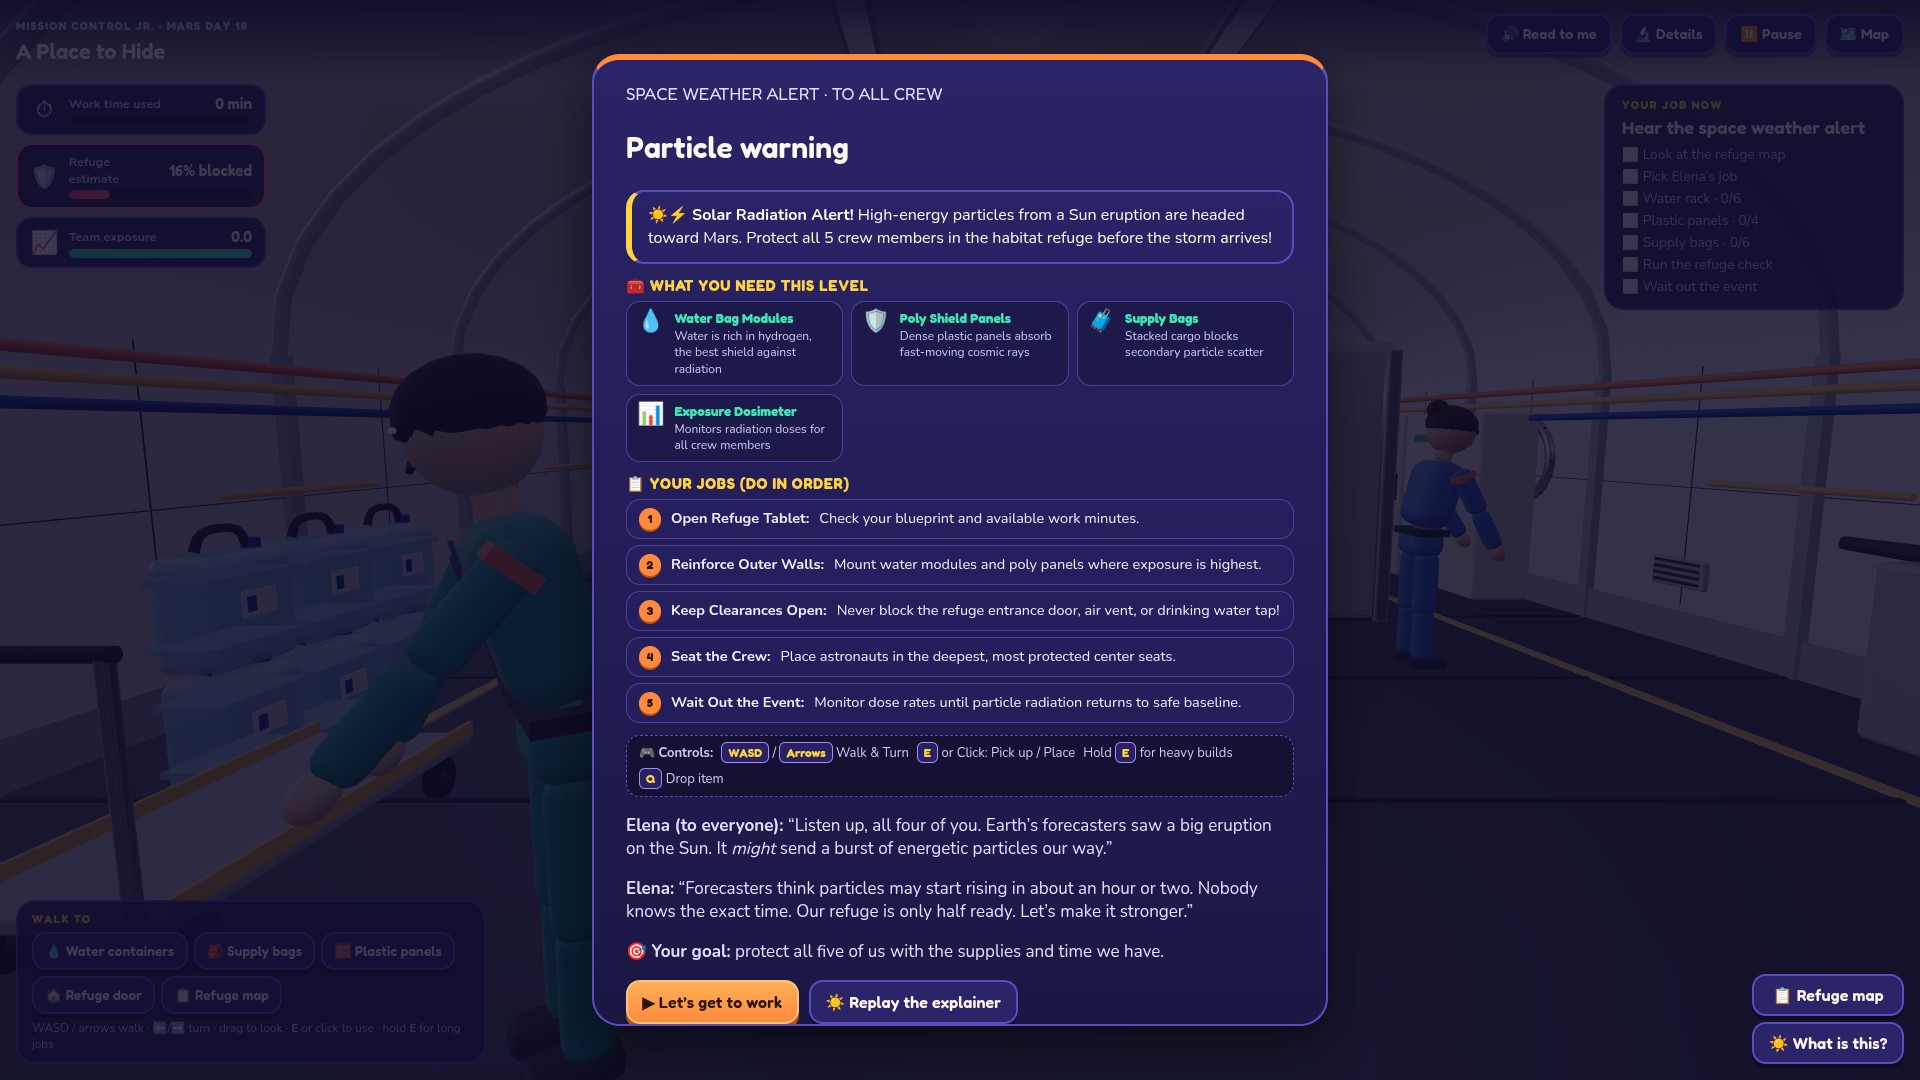 MISSION CONTROL JR. · MARS DAY 18
A Place to Hide
Work time used 0 min
Refuge estimate 16% blocked
Team exposure 0.0
🔊 Read to me
🔬 Details
⏸️ Pause
🗺️ Map
YOUR JOB NOW
Hear the space weather alert
Look at the refuge map
Pick Elena's job
Water rack · 0/6
Plastic panels · 0/4
Supply bags · 0/6
Run the refuge check
Wait out the event
SPACE WEATHER ALERT · TO ALL CREW
Particle warning
☀️⚡ Solar Radiation Alert! High-energy particles from a Sun eruption are headed
toward Mars. Protect all 5 crew members in the habitat refuge before the storm arrives!
🧰 WHAT YOU NEED THIS LEVEL
Water Bag Modules
Water is rich in hydrogen,
the best shield against
radiation
Poly Shield Panels
Dense plastic panels absorb
fast-moving cosmic rays
Supply Bags
Stacked cargo blocks
secondary particle scatter
Exposure Dosimeter
Monitors radiation doses for
all crew members
📋 YOUR JOBS (DO IN ORDER)
1 Open Refuge Tablet: Check your blueprint and available work minutes.
2 Reinforce Outer Walls: Mount water modules and poly panels where exposure is highest.
3 Keep Clearances Open: Never block the refuge entrance door, air vent, or drinking water tap!
4 Seat the Crew: Place astronauts in the deepest, most protected center seats.
5 Wait Out the Event: Monitor dose rates until particle radiation returns to safe baseline.
🎮 Controls: WASD / Arrows Walk & Turn E or Click: Pick up / Place Hold E for heavy builds
Q Drop item
Elena (to everyone): “Listen up, all four of you. Earth’s forecasters saw a big eruption
on the Sun. It might send a burst of energetic particles our way.”
Elena: “Forecasters think particles may start rising in about an hour or two. Nobody
knows the exact time. Our refuge is only half ready. Let’s make it stronger.”
🎯 Your goal: protect all five of us with the supplies and time we have.
▶ Let’s get to work
☀️ Replay the explainer
WALK TO
💧 Water containers
🎒 Supply bags
🧱 Plastic panels
🏠 Refuge door
📋 Refuge map
WASD / arrows walk · ⬅️/➡️ turn · drag to look · E or click to use · hold E for long
jobs
📋 Refuge map
☀️ What is this?